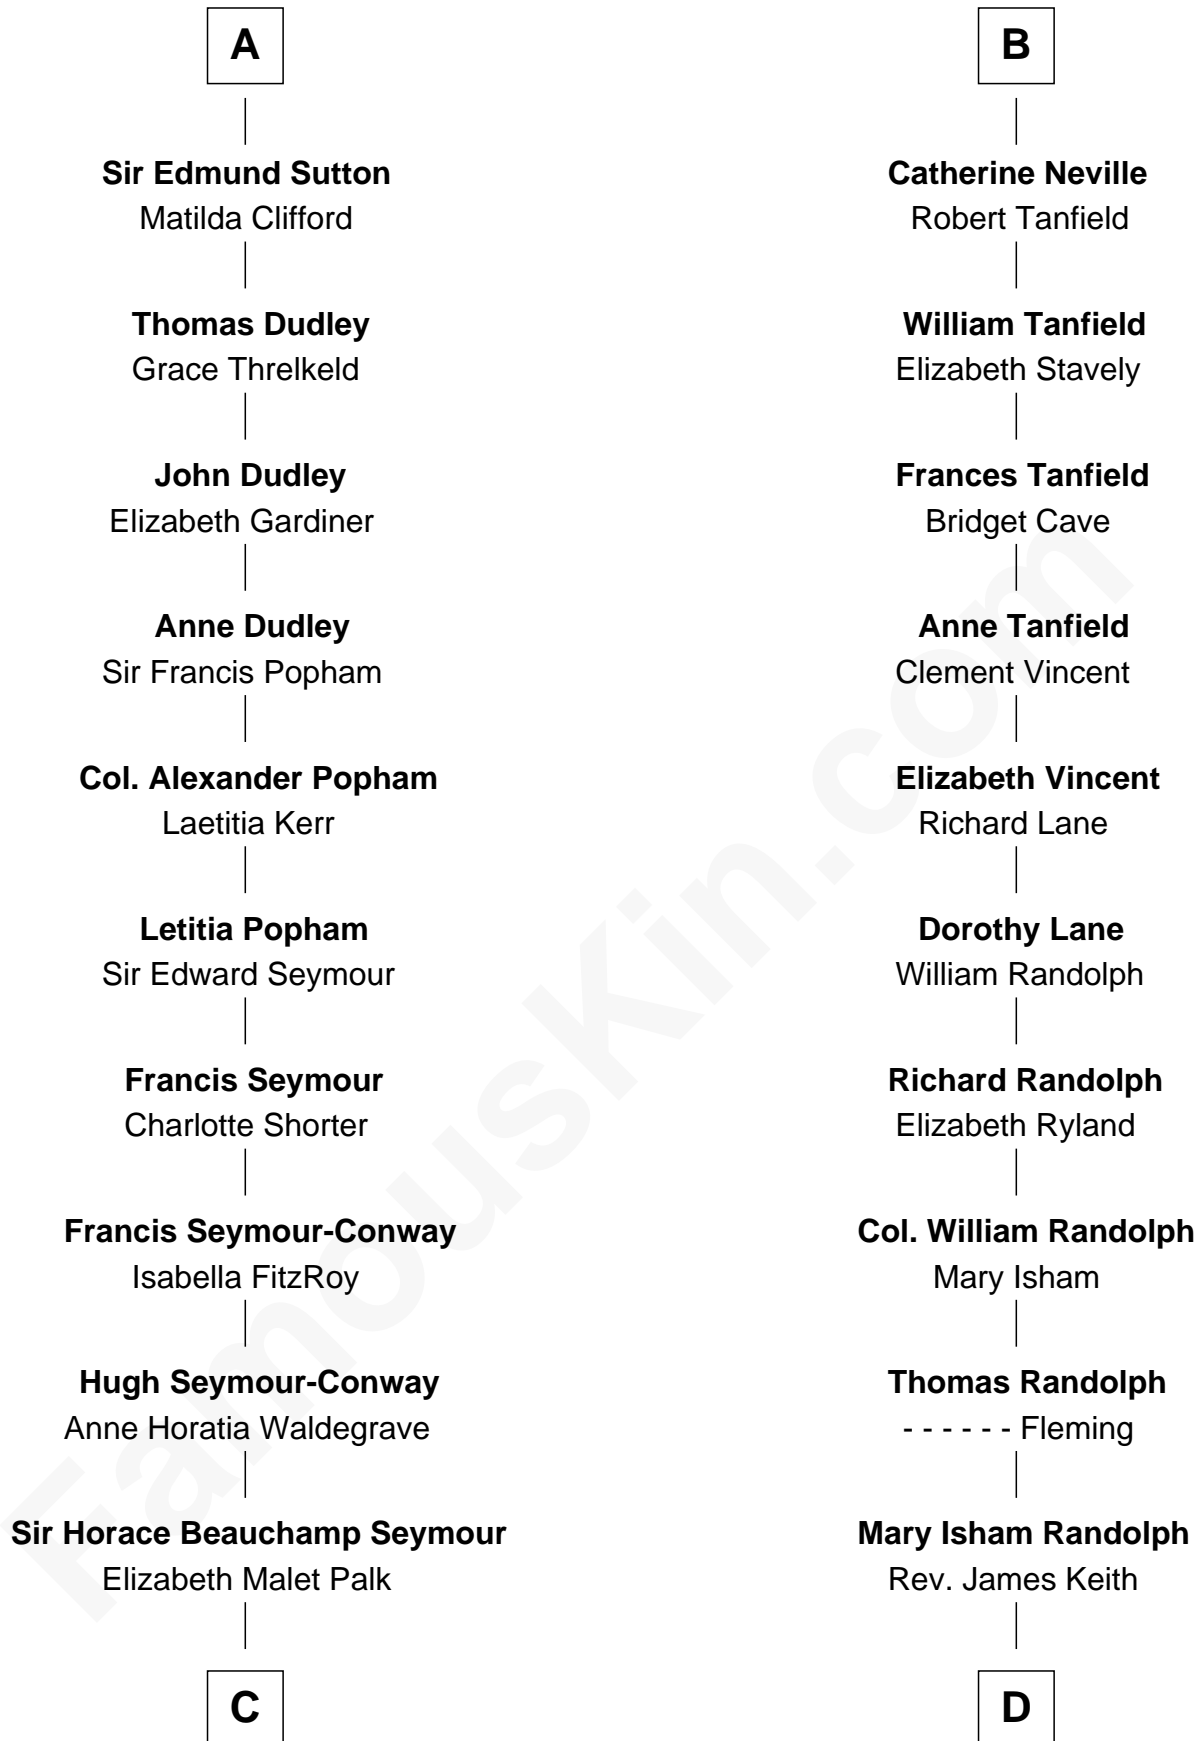 A
Sir Edmund Sutton
Matilda Clifford
Thomas Dudley
Grace Threlkeld
John Dudley
Elizabeth Gardiner
Anne Dudley
Sir Francis Popham
Col. Alexander Popham
Laetitia Kerr
Letitia Popham
Sir Edward Seymour
Francis Seymour
Charlotte Shorter
Francis Seymour-Conway
Isabella FitzRoy
Hugh Seymour-Conway
Anne Horatia Waldegrave
Sir Horace Beauchamp Seymour
Elizabeth Malet Palk
C
B
Catherine Neville
Robert Tanfield
William Tanfield
Elizabeth Stavely
Frances Tanfield
Bridget Cave
Anne Tanfield
Clement Vincent
Elizabeth Vincent
Richard Lane
Dorothy Lane
William Randolph
Richard Randolph
Elizabeth Ryland
Col. William Randolph
Mary Isham
Thomas Randolph
- - - - - - Fleming
Mary Isham Randolph
Rev. James Keith
D
FamousKin.com